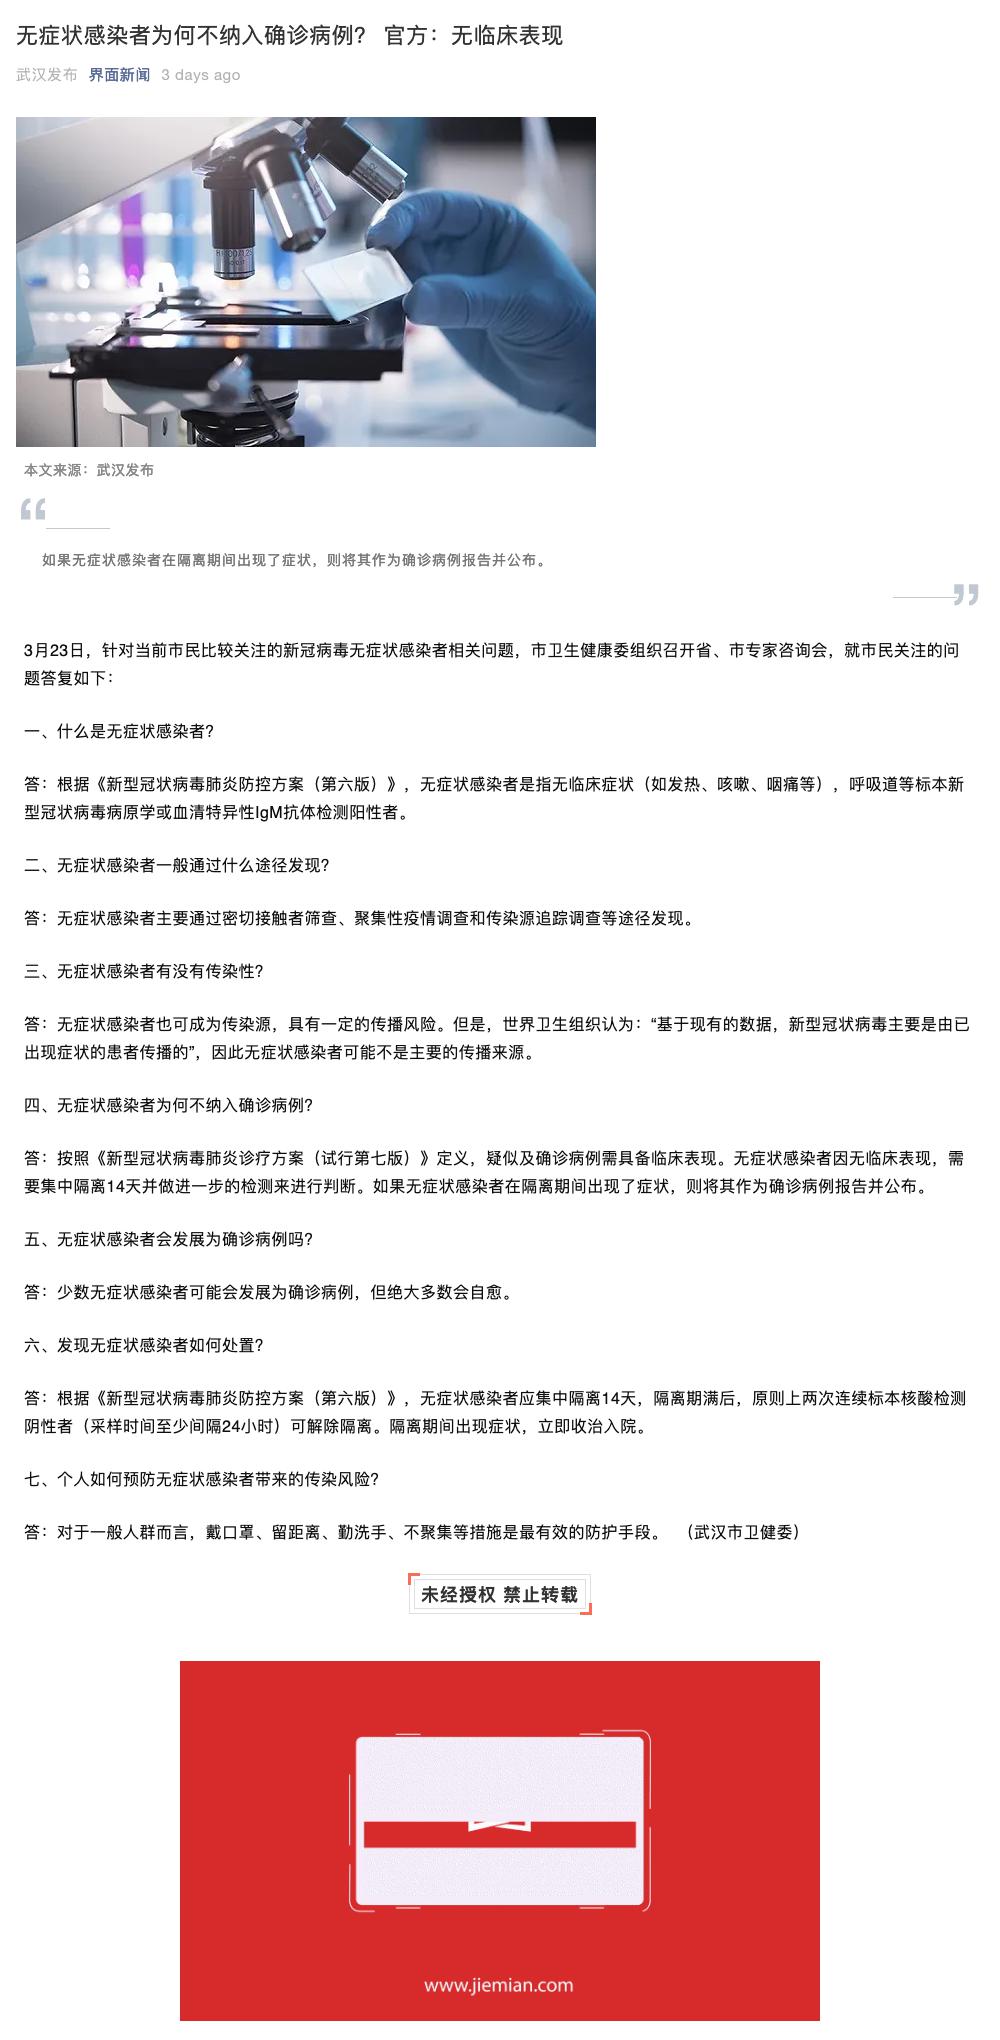 无症状感染者为何不纳入确诊病例？ 官方：无临床表现
武汉发布 界面新闻 3 days ago
本文来源：武汉发布
如果无症状感染者在隔离期间出现了症状，则将其作为确诊病例报告并公布。
3月23日，针对当前市民比较关注的新冠病毒无症状感染者相关问题，市卫生健康委组织召开省、市专家咨询会，就市民关注的问
题答复如下：
一、什么是无症状感染者？
答：根据《新型冠状病毒肺炎防控方案（第六版）》，无症状感染者是指无临床症状（如发热、咳嗽、咽痛等），呼吸道等标本新
型冠状病毒病原学或血清特异性IgM抗体检测阳性者。
二、无症状感染者一般通过什么途径发现？
答：无症状感染者主要通过密切接触者筛查、聚集性疫情调查和传染源追踪调查等途径发现。
三、无症状感染者有没有传染性？
答：无症状感染者也可成为传染源，具有一定的传播风险。但是，世界卫生组织认为：“基于现有的数据，新型冠状病毒主要是由已
出现症状的患者传播的”，因此无症状感染者可能不是主要的传播来源。
四、无症状感染者为何不纳入确诊病例？
答：按照《新型冠状病毒肺炎诊疗方案（试行第七版）》定义，疑似及确诊病例需具备临床表现。无症状感染者因无临床表现，需
要集中隔离14天并做进一步的检测来进行判断。如果无症状感染者在隔离期间出现了症状，则将其作为确诊病例报告并公布。
五、无症状感染者会发展为确诊病例吗？
答：少数无症状感染者可能会发展为确诊病例，但绝大多数会自愈。
六、发现无症状感染者如何处置？
答：根据《新型冠状病毒肺炎防控方案（第六版）》，无症状感染者应集中隔离14天，隔离期满后，原则上两次连续标本核酸检测
阴性者（采样时间至少间隔24小时）可解除隔离。隔离期间出现症状，立即收治入院。
七、个人如何预防无症状感染者带来的传染风险？
答：对于一般人群而言，戴口罩、留距离、勤洗手、不聚集等措施是最有效的防护手段。 （武汉市卫健委）
未经授权 禁止转载
www.jiemian.com